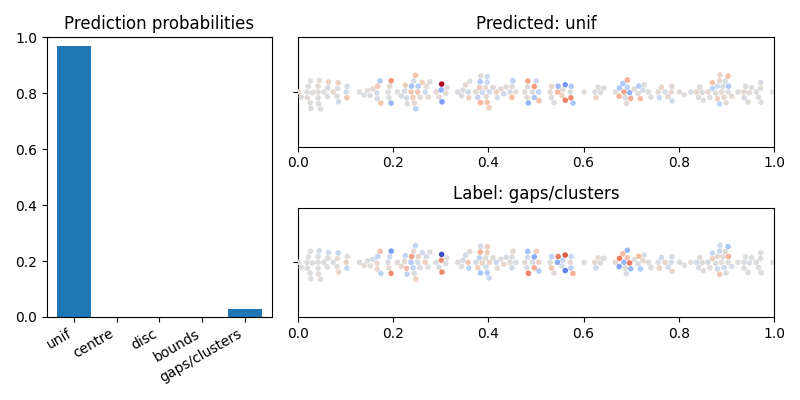 Prediction probabilities
1.0
0.8
0.6
0.4
0.2
0.0
unif
centre
disc
bounds
gaps/clusters
Predicted: unif
0.0 0.2 0.4 0.6 0.8 1.0
Label: gaps/clusters
0.0 0.2 0.4 0.6 0.8 1.0